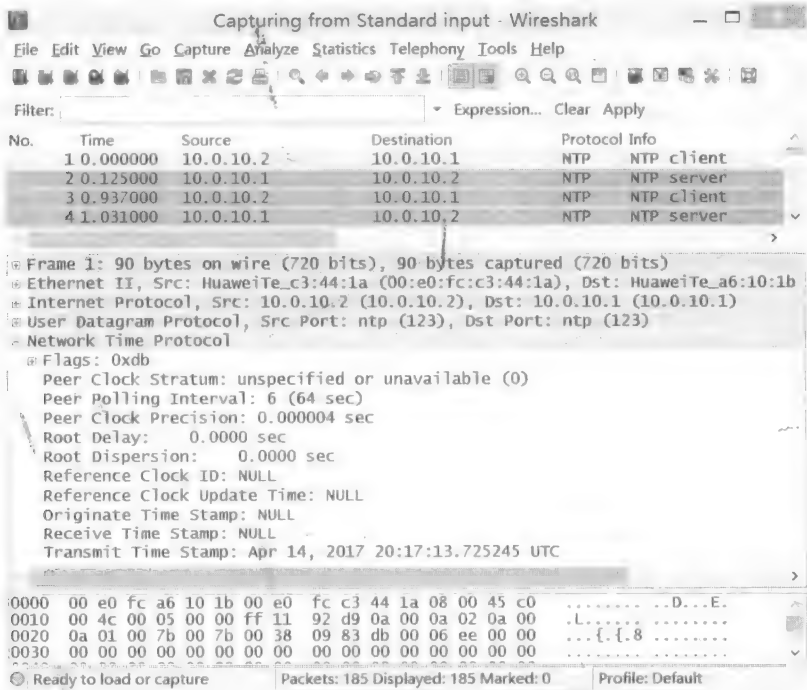 Capturing from Standard input - Wireshark
File Edit View Go Capture Analyze Statistics Telephony Tools Help
Filter: Expression... Clear Apply
No. Time Source Destination Protocol Info
1 0.000000 10.0.10.2 10.0.10.1 NTP NTP client
2 0.125000 10.0.10.1 10.0.10.2 NTP NTP server
3 0.937000 10.0.10.2 10.0.10.1 NTP NTP client
4 1.031000 10.0.10.1 10.0.10.2 NTP NTP server
Frame 1: 90 bytes on wire (720 bits), 90 bytes captured (720 bits)
Ethernet II, Src: HuaweiTe_c3:44:1a (00:e0:fc:c3:44:1a), Dst: HuaweiTe_a6:10:1b
Internet Protocol, Src: 10.0.10.2 (10.0.10.2), Dst: 10.0.10.1 (10.0.10.1)
User Datagram Protocol, Src Port: ntp (123), Dst Port: ntp (123)
Network Time Protocol
Flags: 0xdb
Peer Clock Stratum: unspecified or unavailable (0)
Peer Polling Interval: 6 (64 sec)
Peer Clock Precision: 0.000004 sec
Root Delay: 0.0000 sec
Root Dispersion: 0.0000 sec
Reference Clock ID: NULL
Reference Clock Update Time: NULL
Originate Time Stamp: NULL
Receive Time Stamp: NULL
Transmit Time Stamp: Apr 14, 2017 20:17:13.725245 UTC
0000 00 e0 fc a6 10 1b 00 e0 fc c3 44 1a 08 00 45 c0 ........ ..D...E.
0010 00 4c 00 05 00 00 ff 11 92 d9 0a 00 0a 02 0a 00 .L...... ........
0020 0a 01 00 7b 00 7b 00 38 09 83 db 00 06 ee 00 00 ...{.{.8 ........
0030 00 00 00 00 00 00 00 00 00 00 00 00 00 00 00 00 ........ ........
Ready to load or capture Packets: 185 Displayed: 185 Marked: 0 Profile: Default